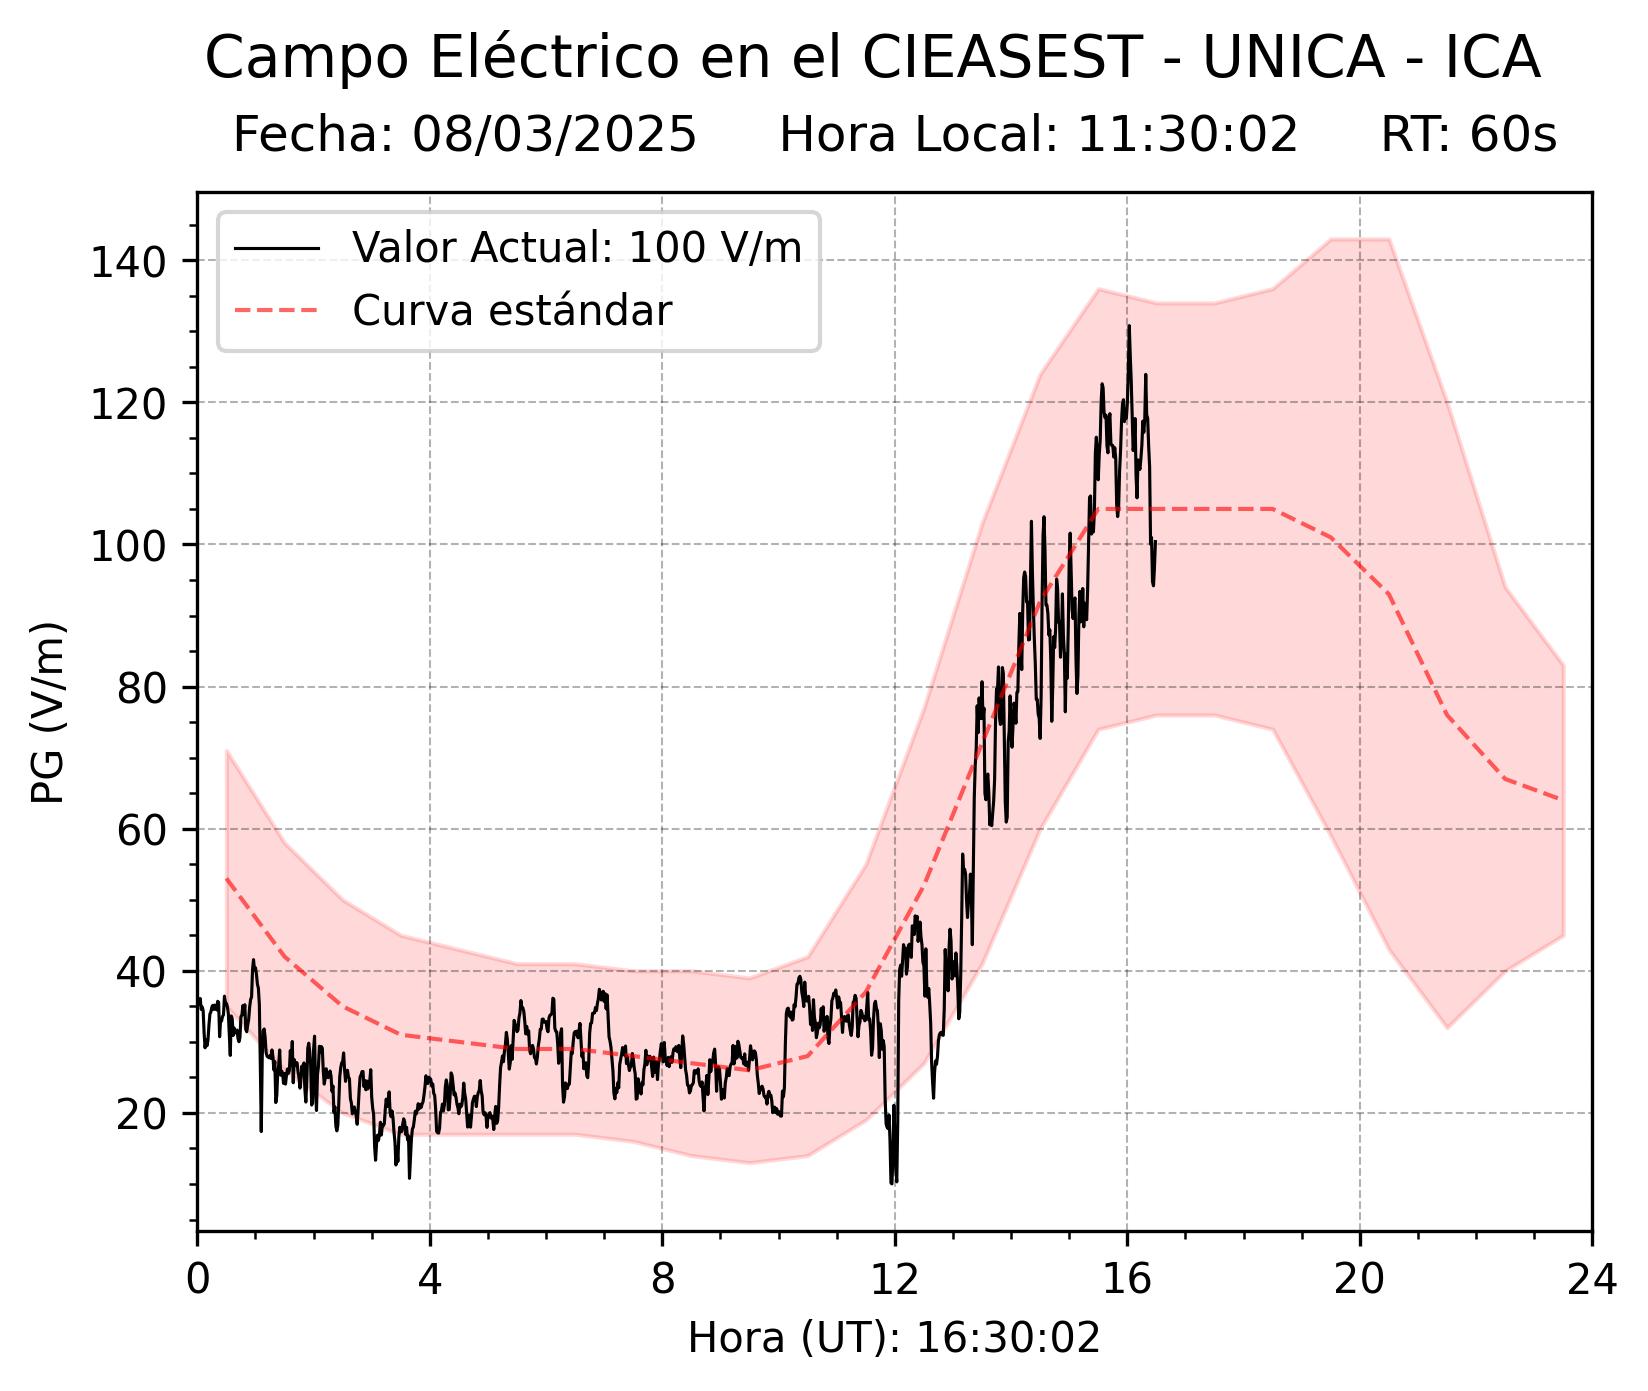 Campo Eléctrico en el CIEASEST - UNICA - ICA
Fecha: 08/03/2025 Hora Local: 11:30:02 RT: 60s
Valor Actual: 100 V/m
Curva estándar
140
120
100
80
60
40
20
PG (V/m)
0 4 8 12 16 20 24
Hora (UT): 16:30:02